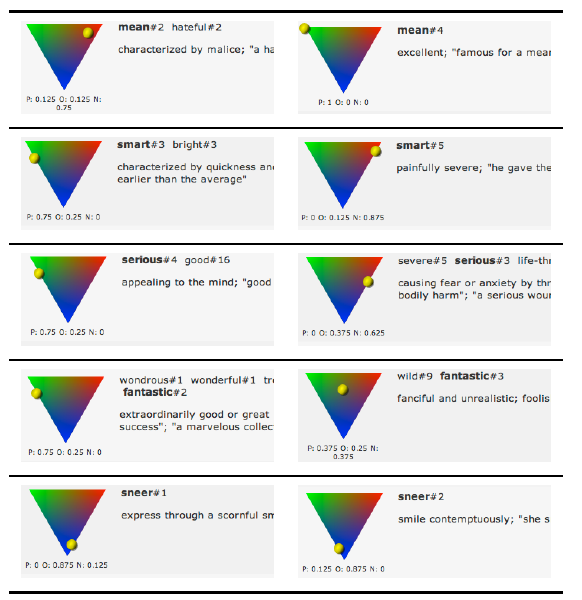 mean#2 hateful#2
characterized by malice; "a ha
P: 0.125 O: 0.125 N:
0.75
mean#4
excellent; "famous for a mean
P: 1 O: 0 N: 0
smart#3 bright#3
characterized by quickness and
earlier than the average"
P: 0.75 O: 0.25 N: 0
smart#5
painfully severe; "he gave the
P: 0 O: 0.125 N: 0.875
serious#4 good#16
appealing to the mind; "good
P: 0.75 O: 0.25 N: 0
severe#5 serious#3 life-thr
causing fear or anxiety by thr
bodily harm"; "a serious wour
P: 0 O: 0.375 N: 0.625
wondrous#1 wonderful#1 tre
fantastic#2
extraordinarily good or great
success"; "a marvelous collec
P: 0.75 O: 0.25 N: 0
wild#9 fantastic#3
fanciful and unrealistic; foolis
P: 0.375 O: 0.25 N:
0.375
sneer#1
express through a scornful sm
P: 0 O: 0.875 N: 0.125
sneer#2
smile contemptuously; "she s
P: 0.125 O: 0.875 N: 0